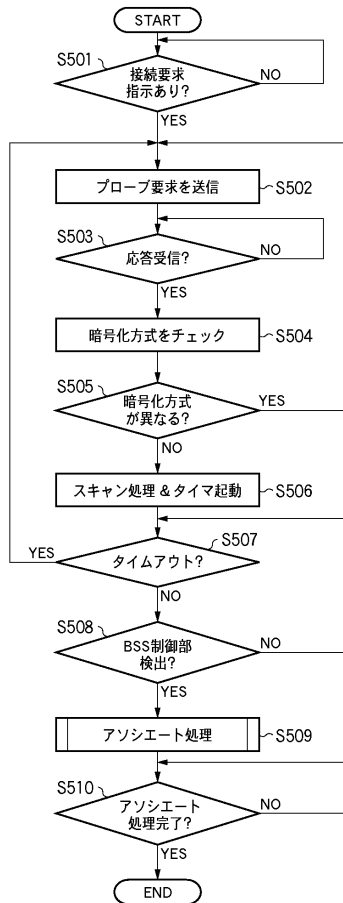 START
S501
接続要求
指示あり?
NO
YES
プローブ要求を送信
S502
S503
応答受信?
NO
YES
暗号化方式をチェック
S504
S505
暗号化方式
が異なる?
YES
NO
スキャン処理 & タイマ起動
S506
S507
YES
タイムアウト?
NO
S508
BSS制御部
検出?
NO
YES
アソシエート処理
S509
S510
アソシエート
処理完了?
NO
YES
END